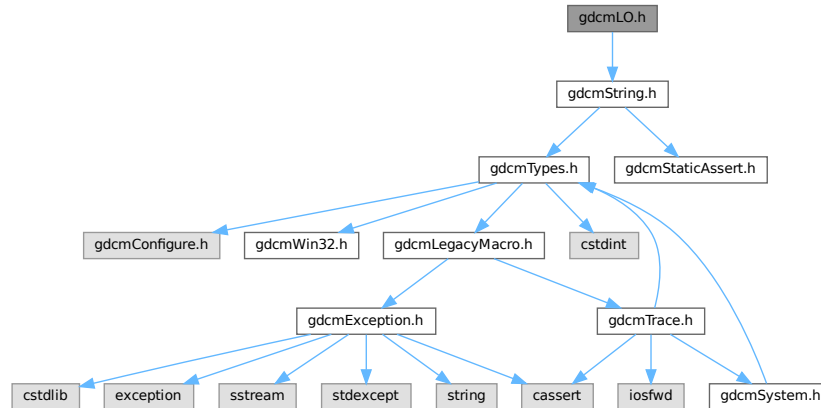 gdcmLO.h
gdcmString.h
gdcmTypes.h
gdcmStaticAssert.h
gdcmConfigure.h
gdcmWin32.h
gdcmLegacyMacro.h
cstdint
gdcmException.h
gdcmTrace.h
cstdlib
exception
sstream
stdexcept
string
cassert
iosfwd
gdcmSystem.h